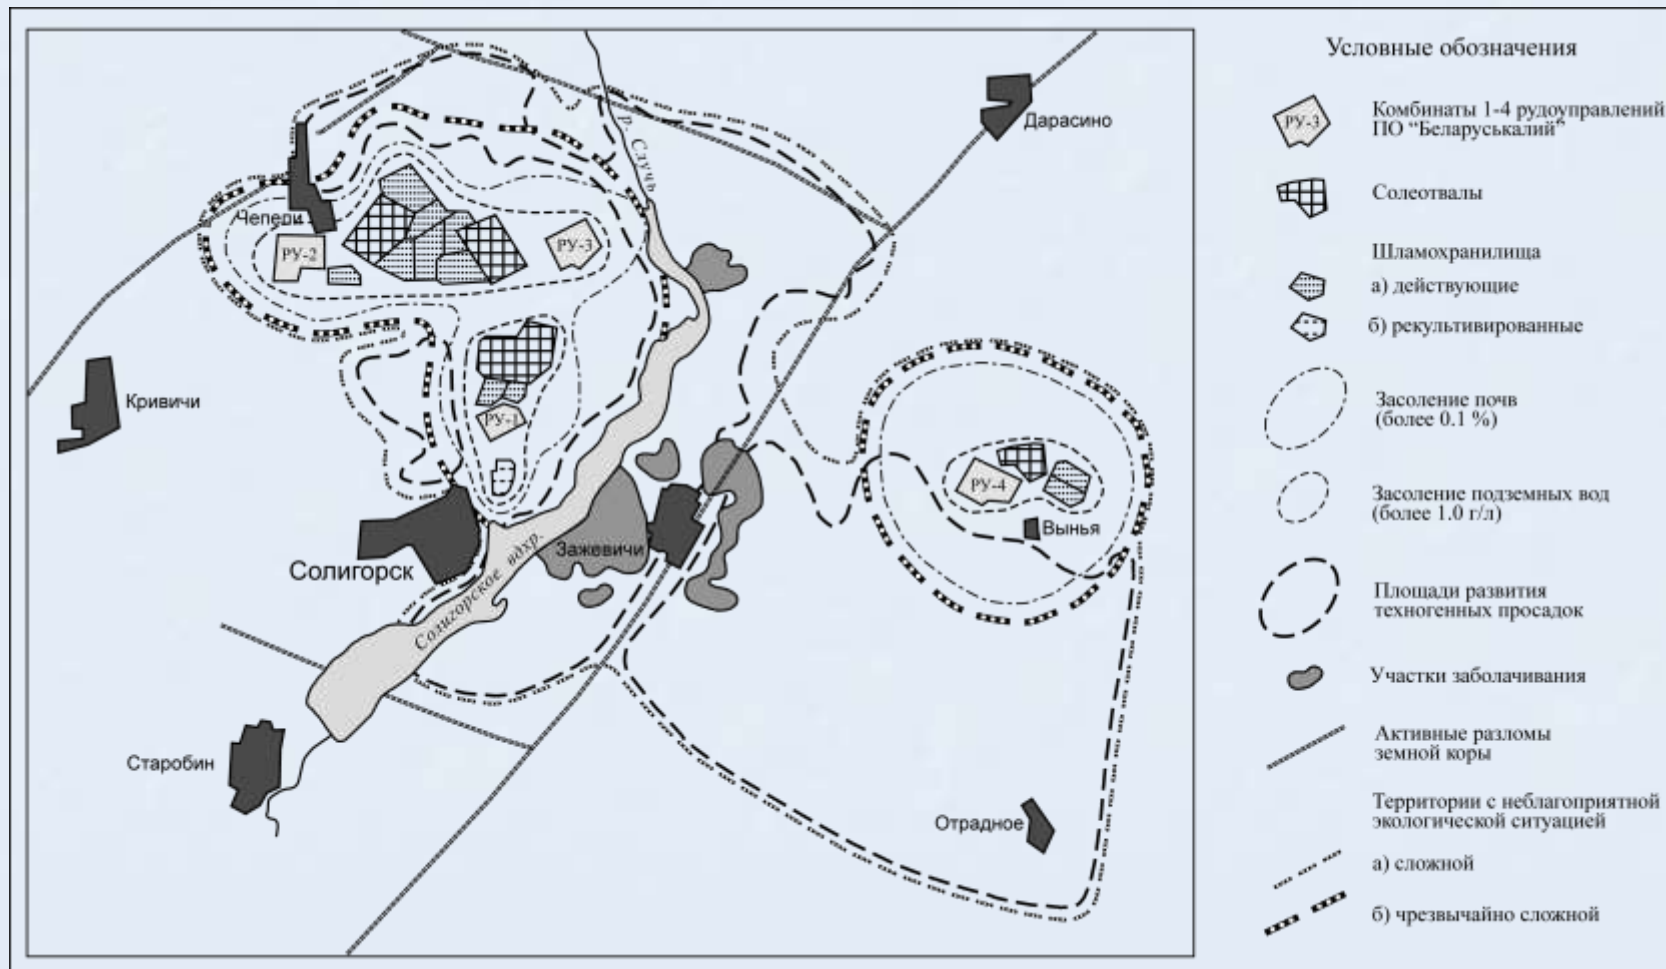 р. Случь
Дарасино
Чепели
РУ-2
РУ-3
Кривичи
РУ-1
РУ-4
Вынья
Зажевичи
Солигорск
Солигорское вдхр.
Старобин
Отрадное
Условные обозначения
РУ-3
Комбинаты 1-4 рудоуправлений
ПО “Беларуськалий”
Солеотвалы
Шламохранилища
а) действующие
б) рекультивированные
Засоление почв
(более 0.1 %)
Засоление подземных вод
(более 1.0 г/л)
Площади развития
техногенных просадок
Участки заболачивания
Активные разломы
земной коры
Территории с неблагоприятной
экологической ситуацией
а) сложной
б) чрезвычайно сложной